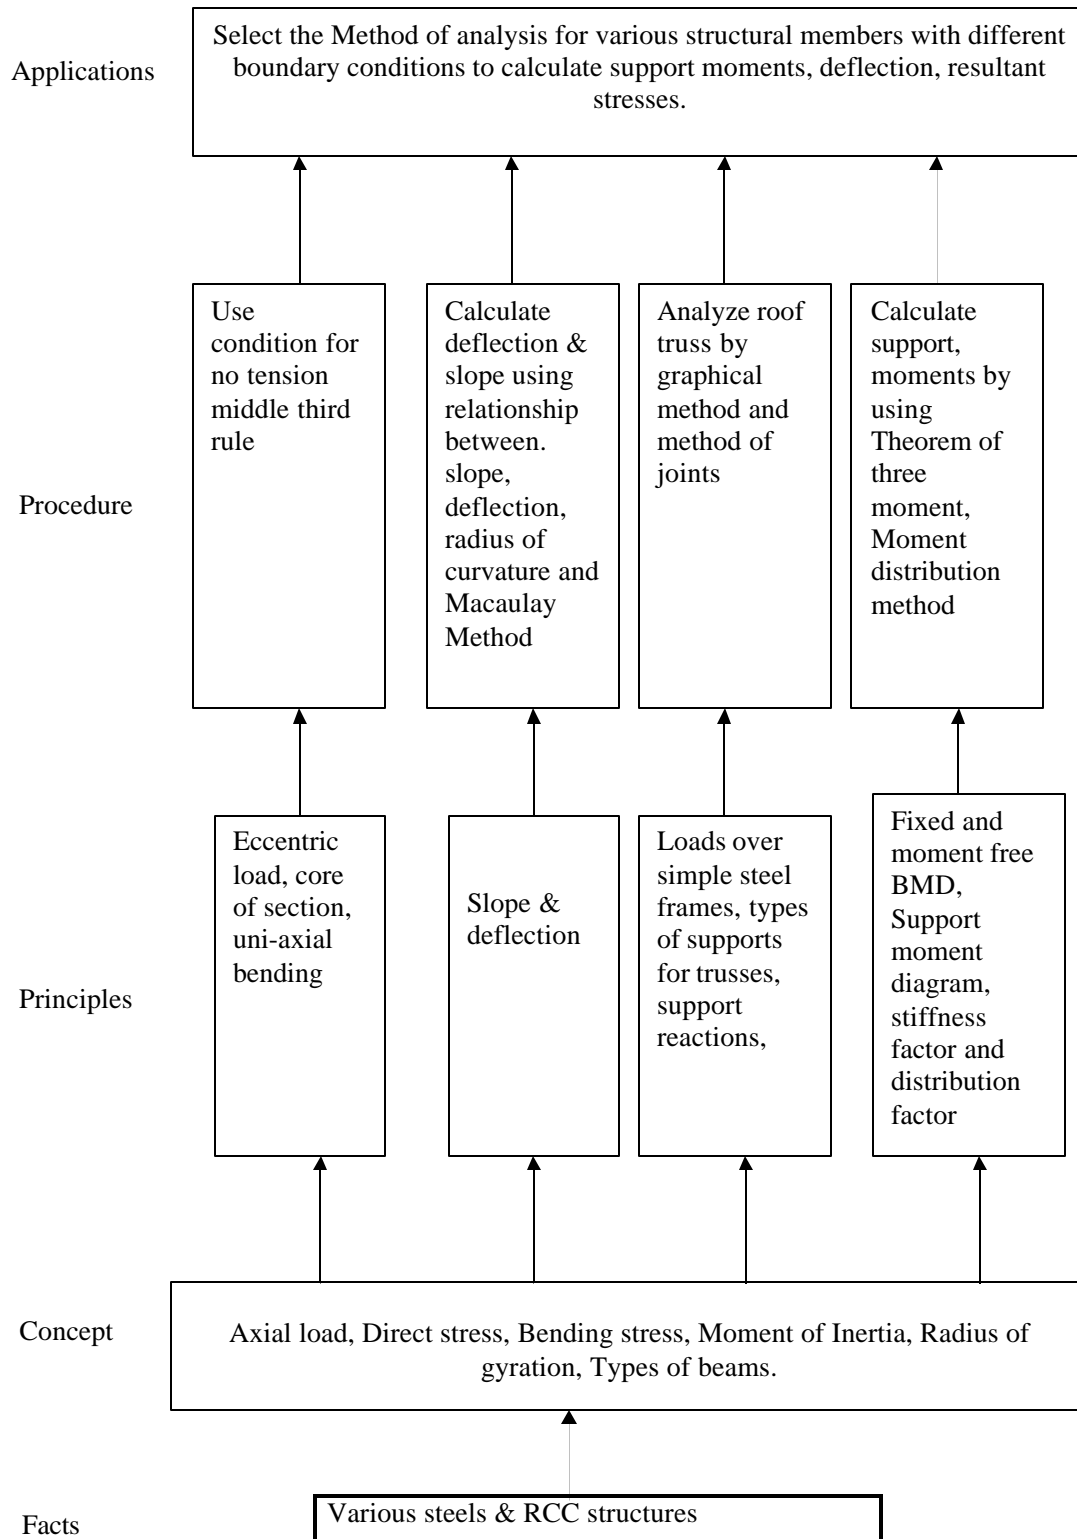 Applications
Select the Method of analysis for various structural members with different
boundary conditions to calculate support moments, deflection, resultant
stresses.
Procedure
Use
condition for
no tension
middle third
rule
Calculate
deflection &
slope using
relationship
between.
slope,
deflection,
radius of
curvature and
Macaulay
Method
Analyze roof
truss by
graphical
method and
method of
joints
Calculate
support,
moments by
using
Theorem of
three
moment,
Moment
distribution
method
Principles
Eccentric
load, core
of section,
uni-axial
bending
Slope &
deflection
Loads over
simple steel
frames, types
of supports
for trusses,
support
reactions,
Fixed and
moment free
BMD,
Support
moment
diagram,
stiffness
factor and
distribution
factor
Concept
Axial load, Direct stress, Bending stress, Moment of Inertia, Radius of
gyration, Types of beams.
Facts
Various steels & RCC structures